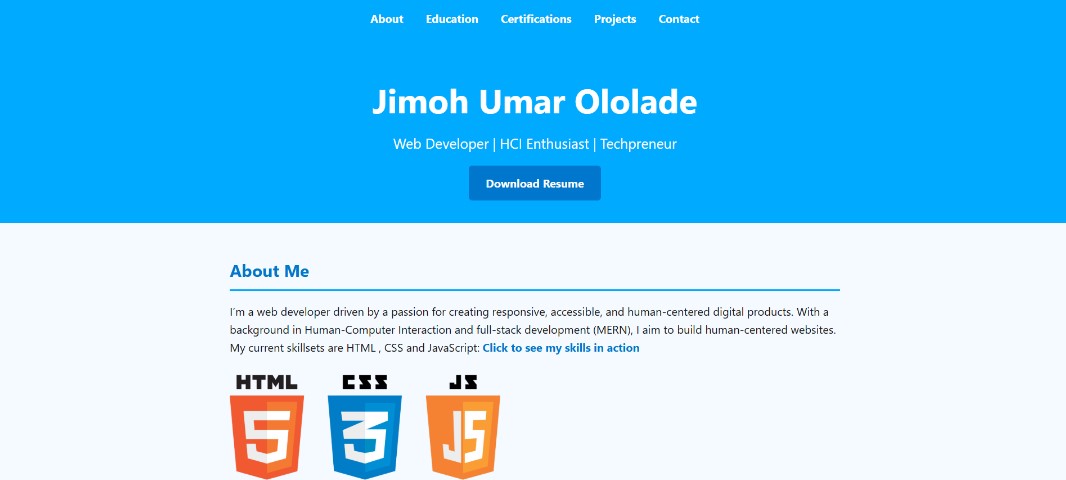 About Education Certifications Projects Contact
Jimoh Umar Ololade
Web Developer | HCI Enthusiast | Techpreneur
Download Resume
About Me
I'm a web developer driven by a passion for creating responsive, accessible, and human-centered digital products. With a
background in Human-Computer Interaction and full-stack development (MERN), I aim to build human-centered websites.
My current skillsets are HTML , CSS and JavaScript: Click to see my skills in action
HTML CSS JS
5 3 JS